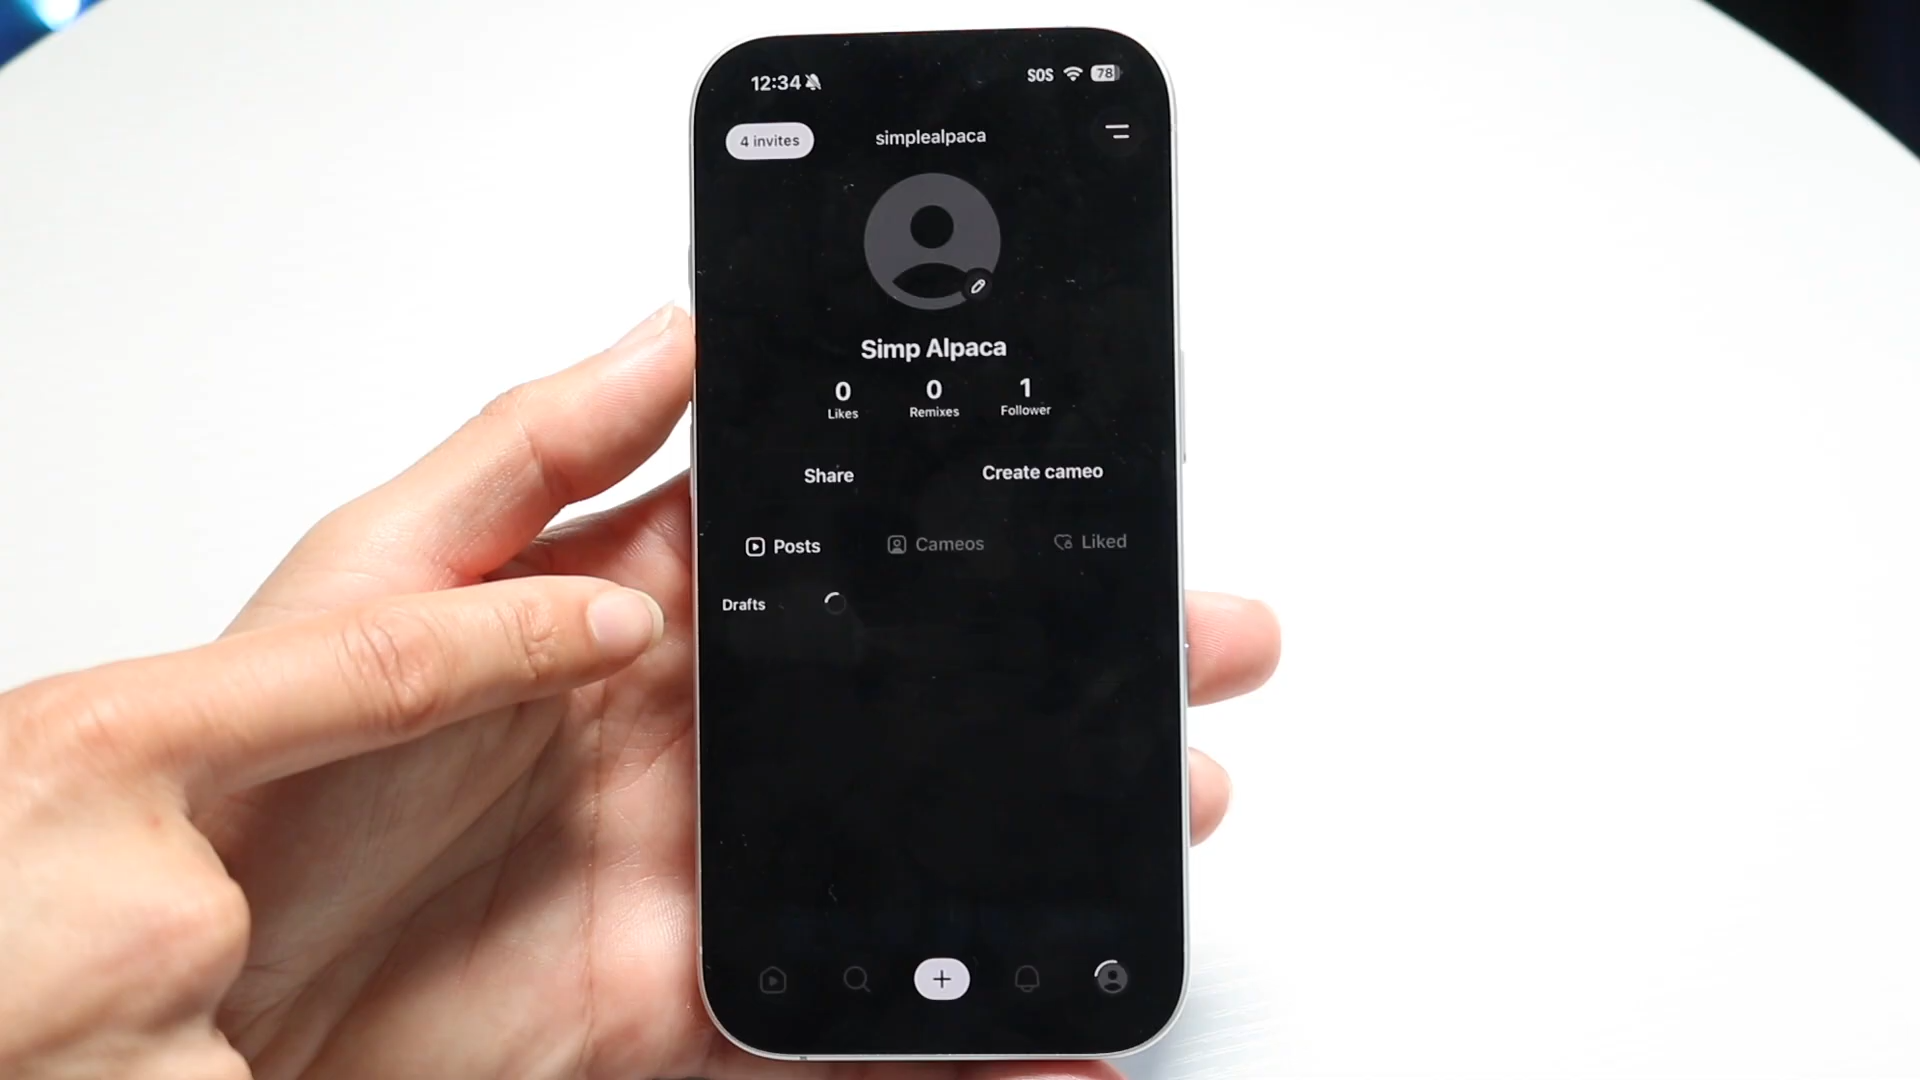 12:34
SOS 78
4 invites
simplealpaca
Simp Alpaca
0 0 1
Likes Remixes Follower
Share Create cameo
Posts Cameos Liked
Drafts